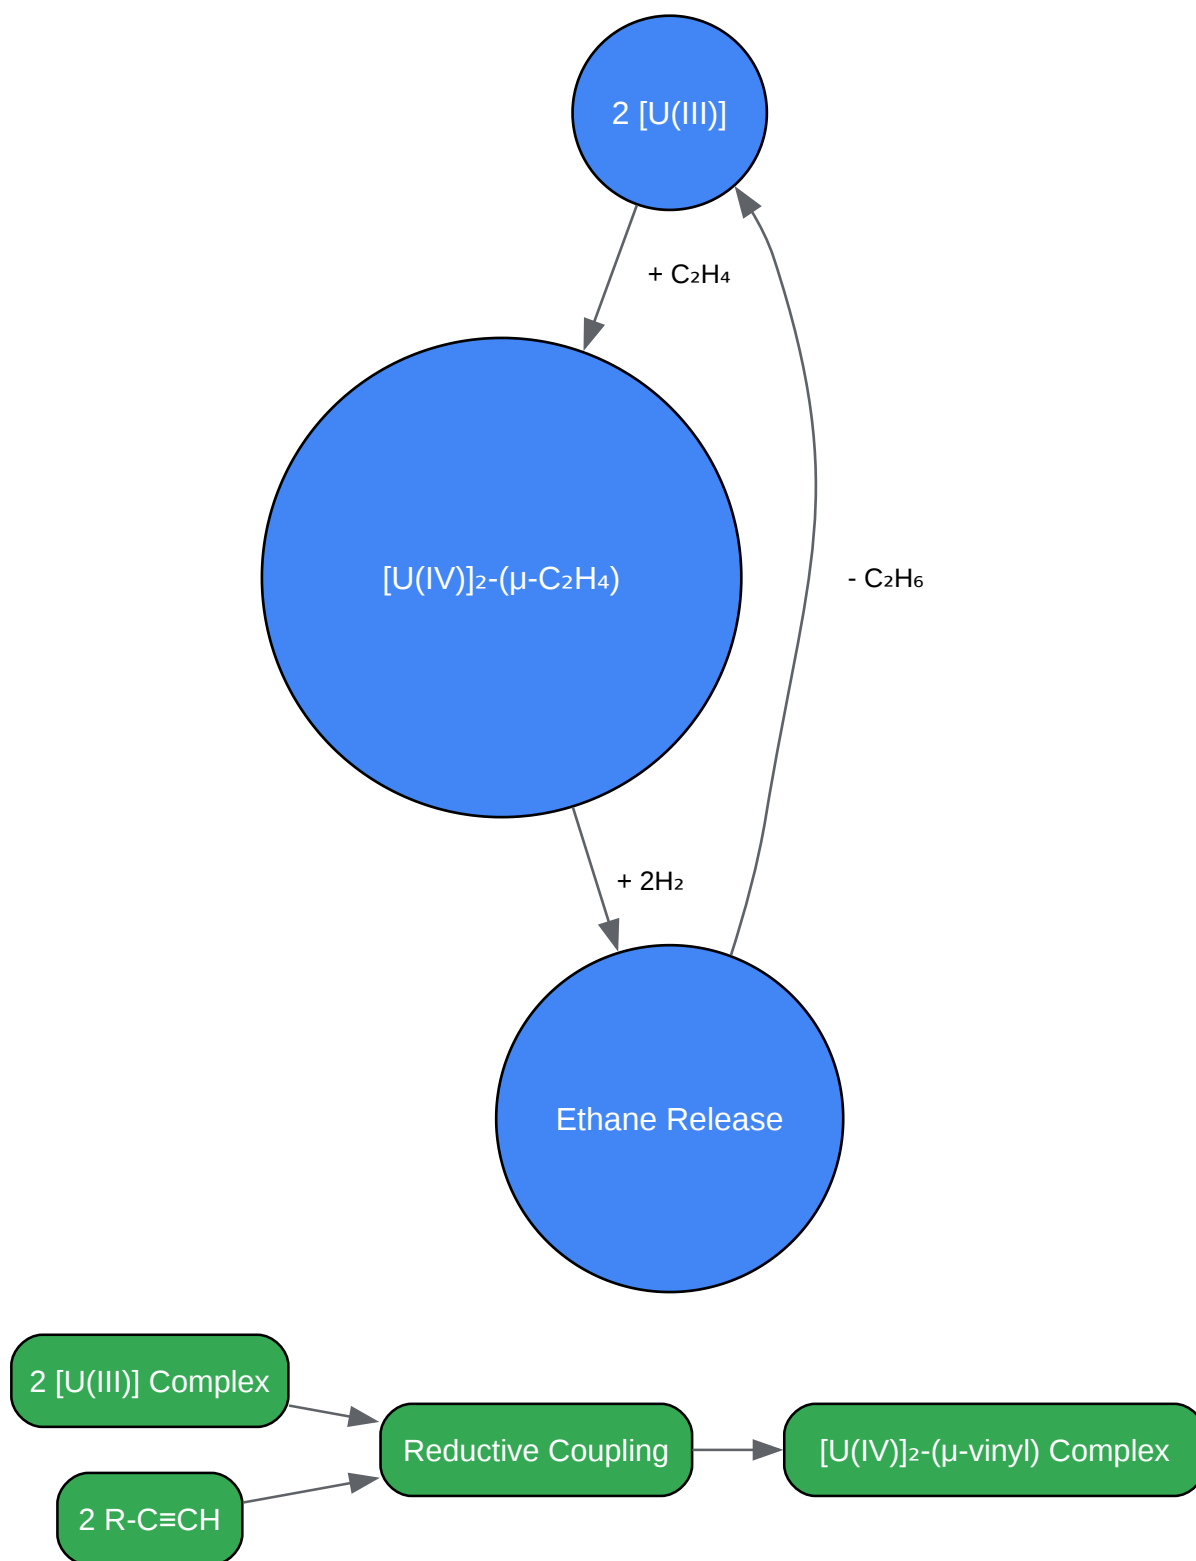 2 [U(III)]
+ C₂H₄
[U(IV)]₂-(μ-C₂H₄)
- C₂H₆
+ 2H₂
Ethane Release
2 [U(III)] Complex
Reductive Coupling
[U(IV)]₂-(μ-vinyl) Complex
2 R-C≡CH